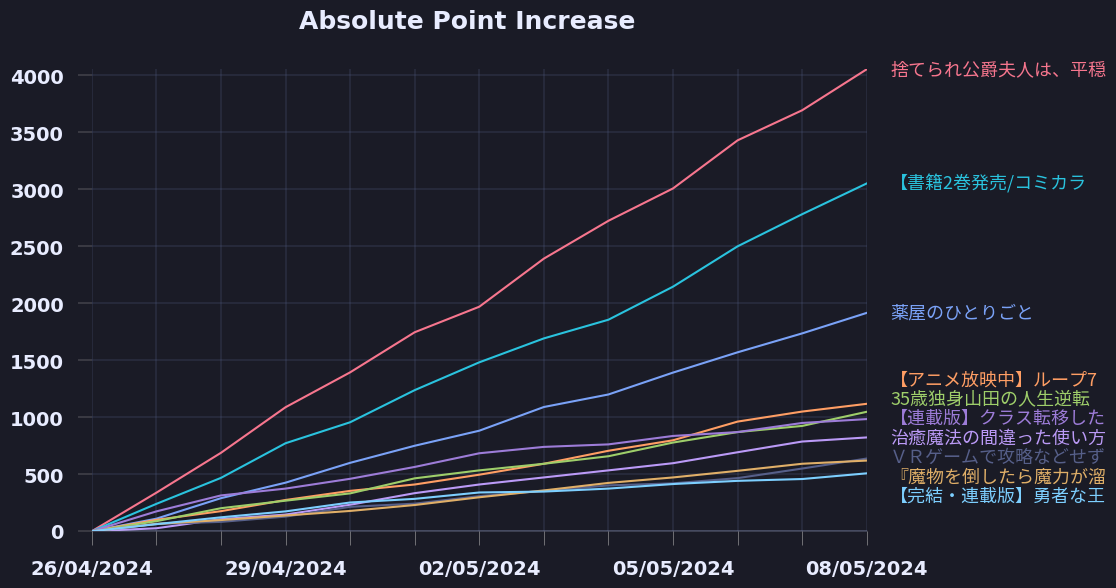 Absolute Point Increase
4000
3500
3000
2500
2000
1500
1000
500
0
26/04/2024
29/04/2024
02/05/2024
05/05/2024
08/05/2024
捨てられ公爵夫人は、平穏
【書籍2巻発売/コミカラ
薬屋のひとりごと
【アニメ放映中】ループ7
35歳独身山田の人生逆転
【連載版】クラス転移した
治癒魔法の間違った使い方
ＶＲゲームで攻略などせず
『魔物を倒したら魔力が溜
【完結・連載版】勇者な王